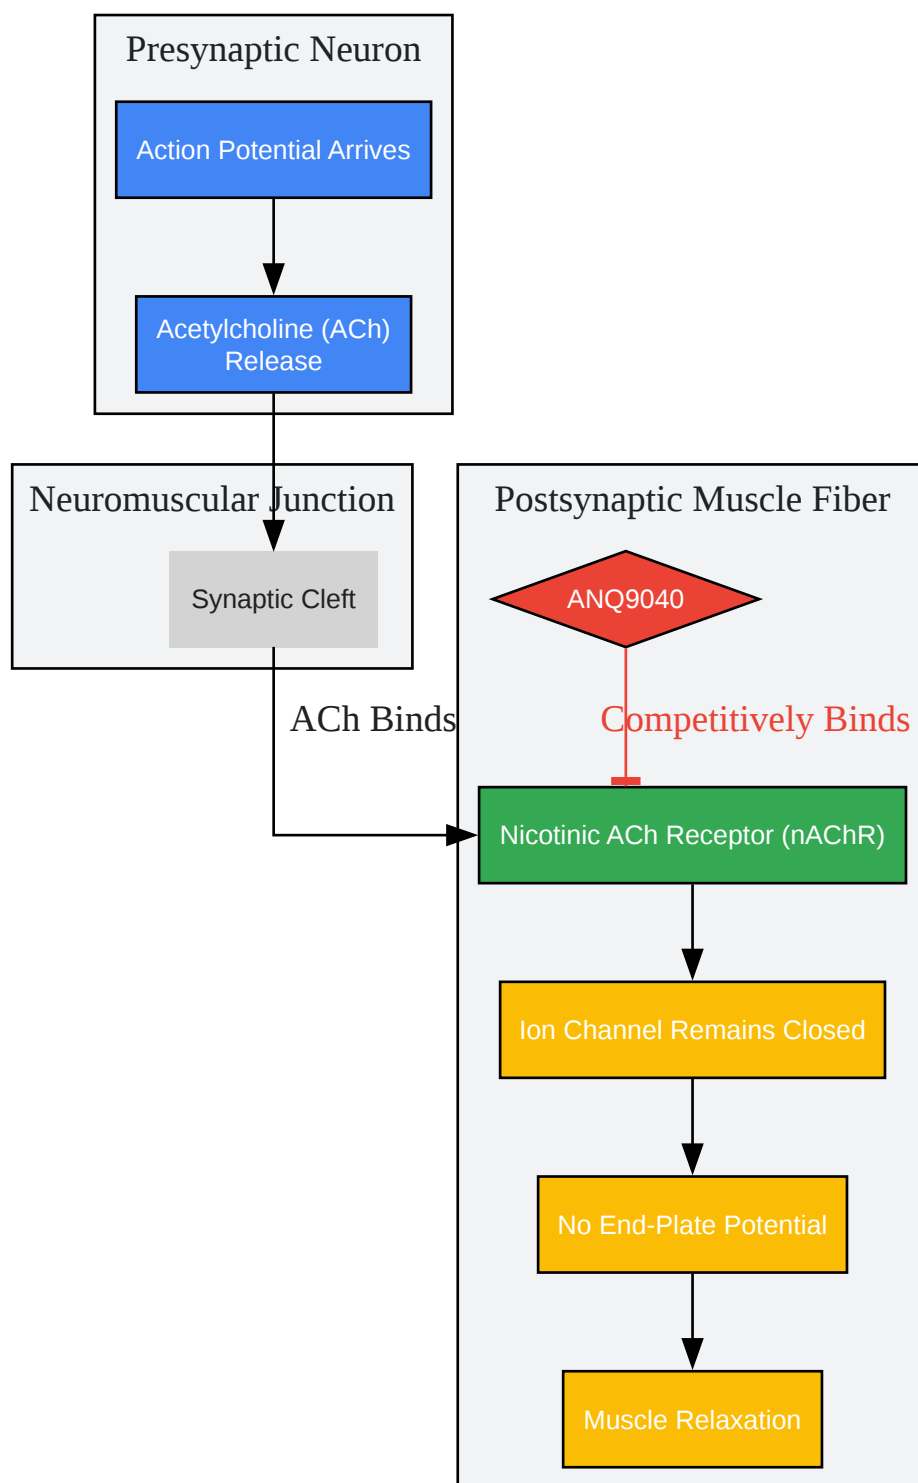 Presynaptic Neuron
Action Potential Arrives
Acetylcholine (ACh)
Release
Neuromuscular Junction
Synaptic Cleft
ACh Binds
Postsynaptic Muscle Fiber
ANQ9040
Competitively Binds
Nicotinic ACh Receptor (nAChR)
Ion Channel Remains Closed
No End-Plate Potential
Muscle Relaxation